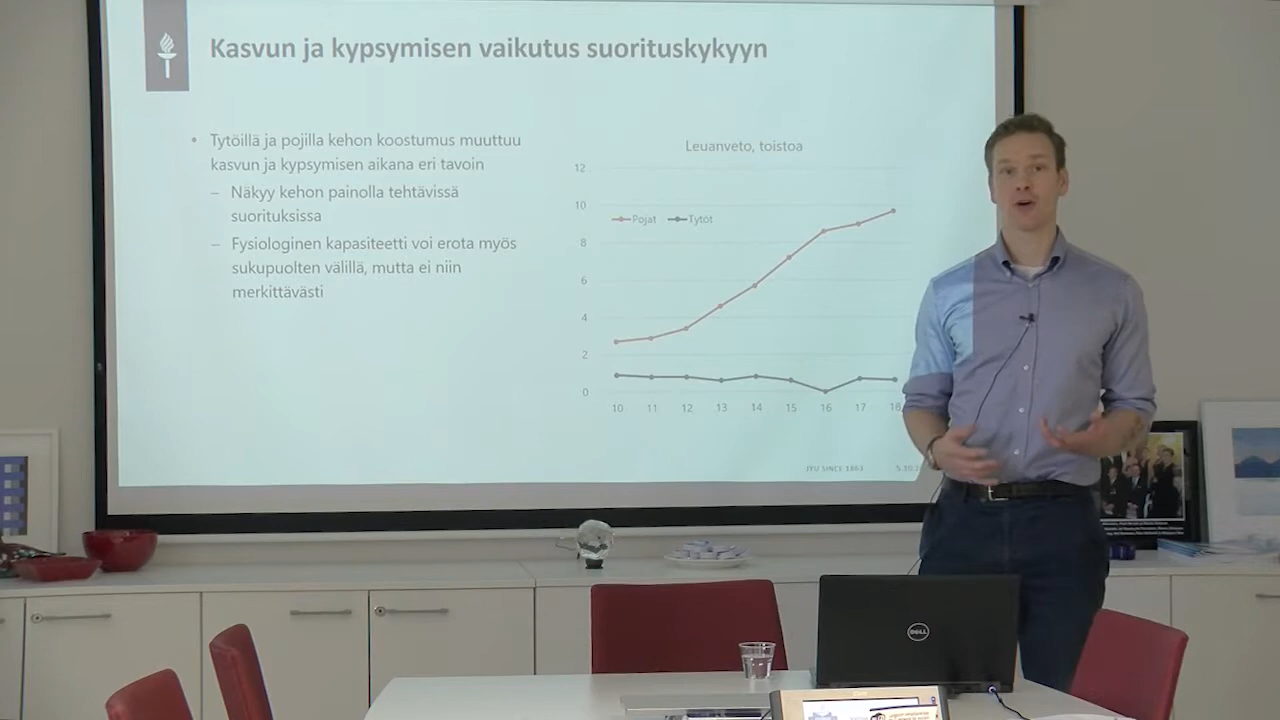 Kasvun ja kypsymisen vaikutus suorituskykyyn
• Tytöillä ja pojilla kehon koostumus muuttuu
kasvun ja kypsymisen aikana eri tavoin
– Näkyy kehon painolla tehtävissä
suorituksissa
– Fysiologinen kapasiteetti voi erota myös
sukupuolten välillä, mutta ei niin
merkittävästi
Leuanveto, toistoa
12
10
Pojat Tytöt
8
6
4
2
0
10 11 12 13 14 15 16 17 18
JYU SINCE 1863
DELL